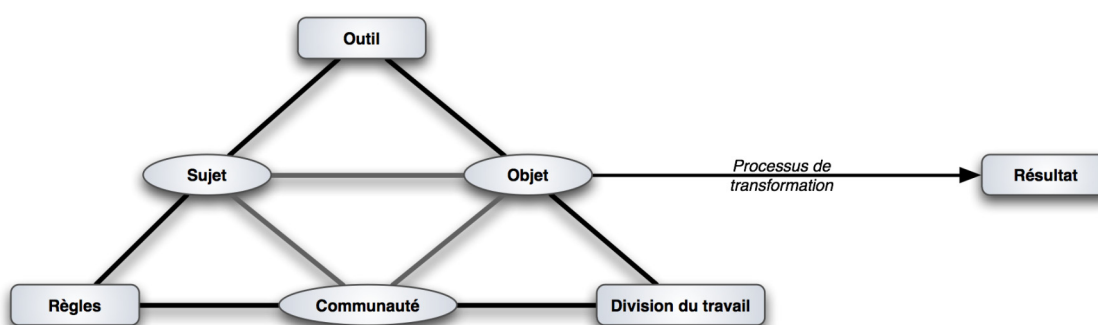 Outil
Sujet
Objet
Processus de
transformation
Résultat
Règles
Communauté
Division du travail